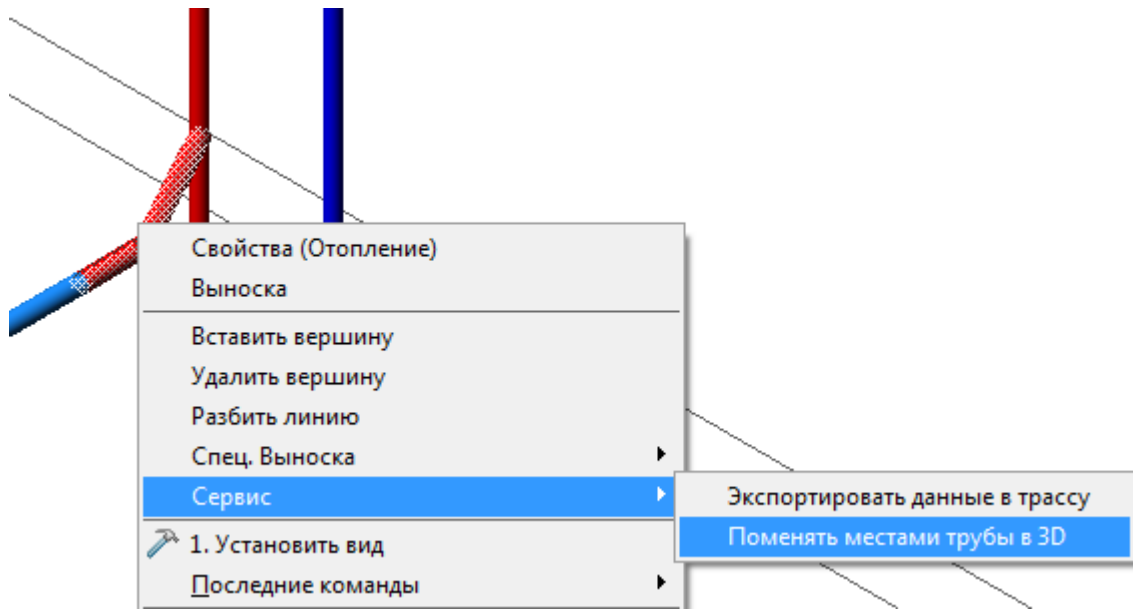 Свойства (Отопление)
Выноска
Вставить вершину
Удалить вершину
Разбить линию
Спец. Выноска
Сервис
Экспортировать данные в трассу
Поменять местами трубы в 3D
1. Установить вид
Последние команды